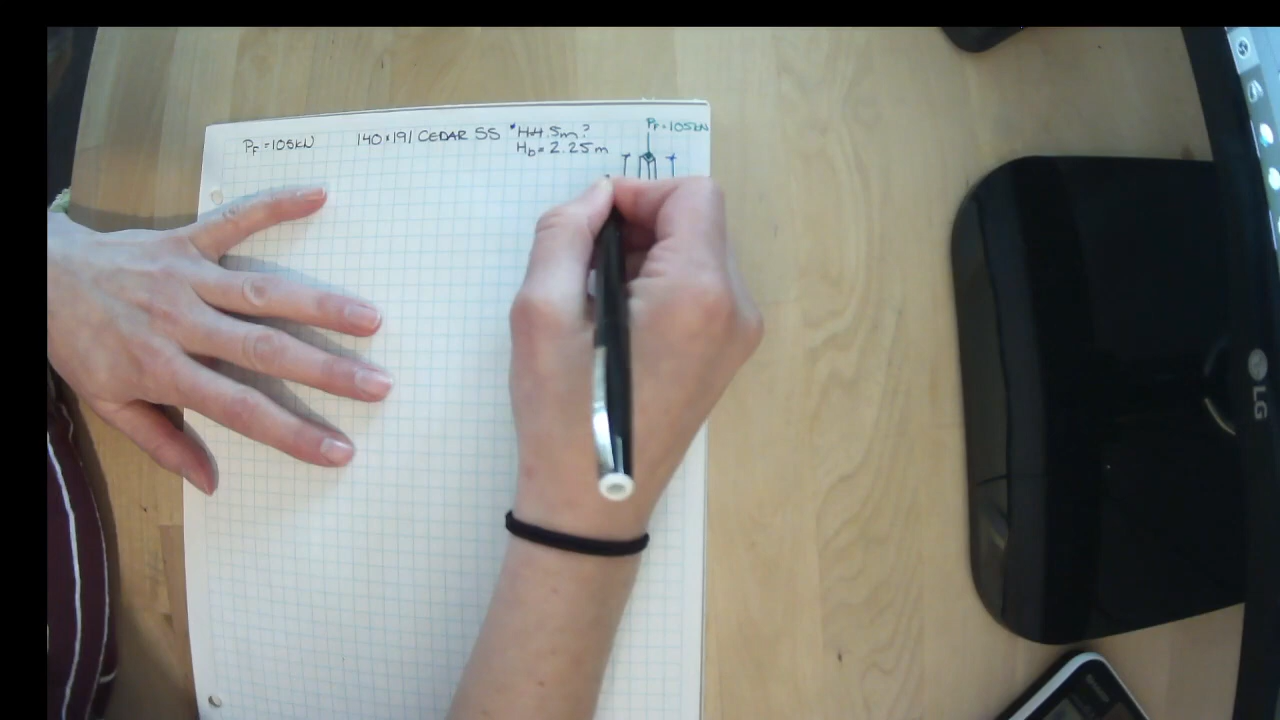 PF = 105kN
140×191 CEDAR SS
*H=4.5m?
Hb= 2.25m
PF=105kN
LG